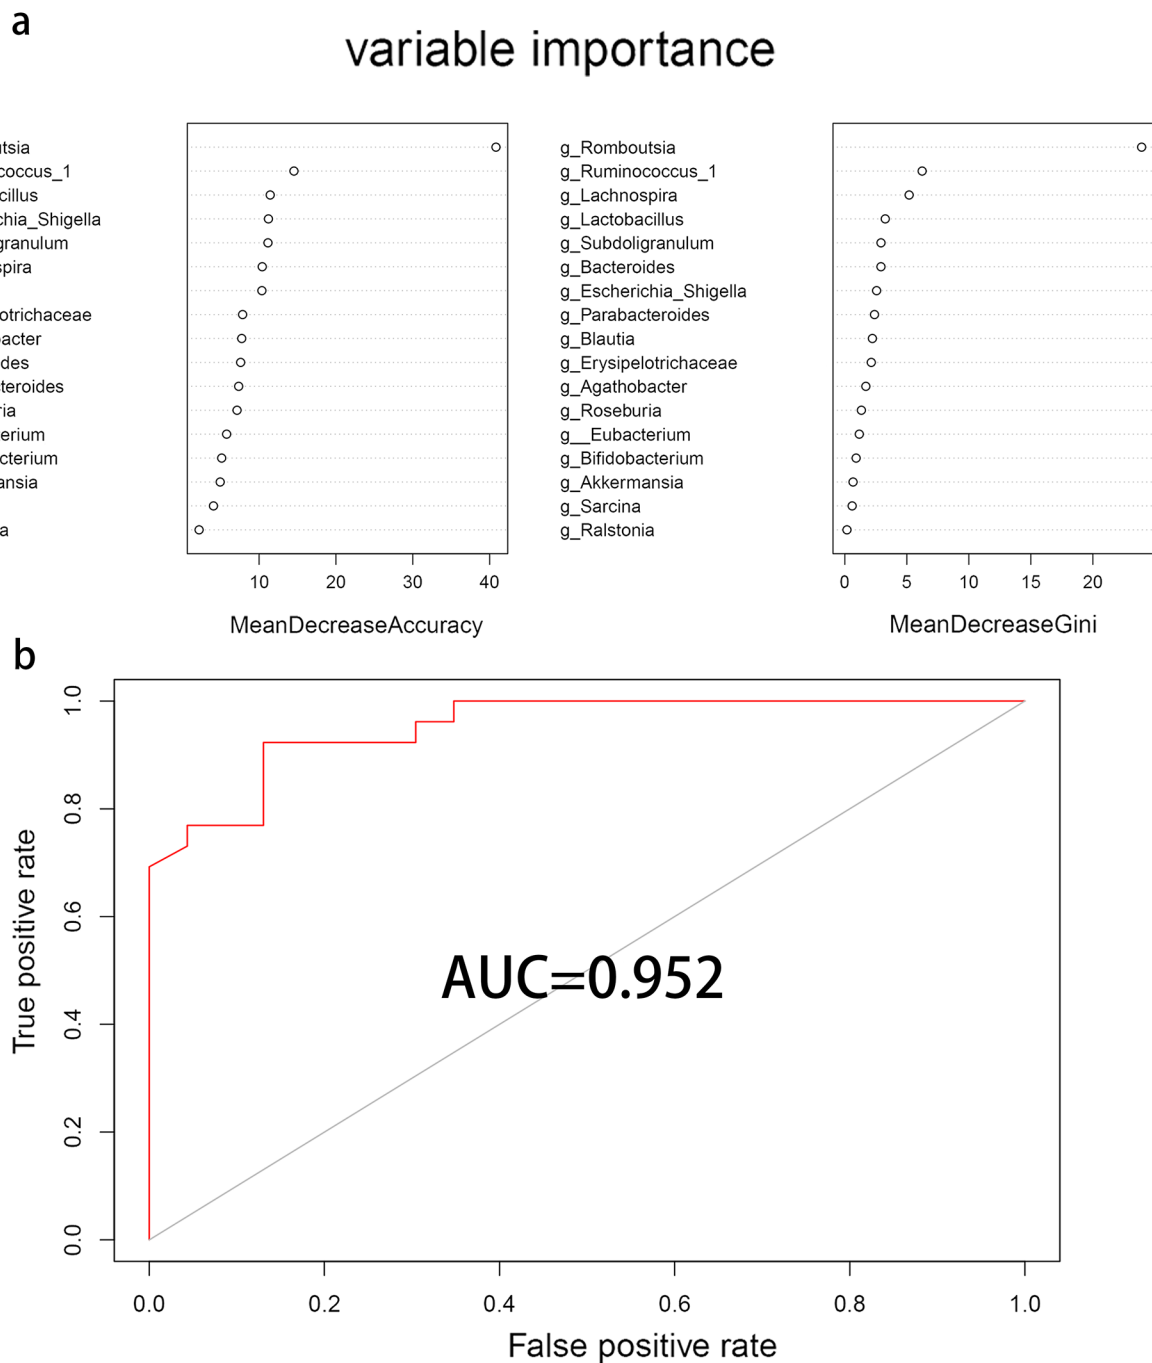 a
variable importance
utsia
coccus_1
cillus
chia_Shigella
granulum
spira
otrichaceae
acter
des
teroides
ria
erium
cterium
ansia
a
10 20 30 40
MeanDecreaseAccuracy
g_Romboutsia
g_Ruminococcus_1
g_Lachnospira
g_Lactobacillus
g_Subdoligranulum
g_Bacteroides
g_Escherichia_Shigella
g_Parabacteroides
g_Blautia
g_Erysipelotrichaceae
g_Agathobacter
g_Roseburia
g__Eubacterium
g_Bifidobacterium
g_Akkermansia
g_Sarcina
g_Ralstonia
0 5 10 15 20
MeanDecreaseGini
b
True positive rate
1.0
0.8
0.6
0.4
0.2
0.0
AUC=0.952
0.0 0.2 0.4 0.6 0.8 1.0
False positive rate